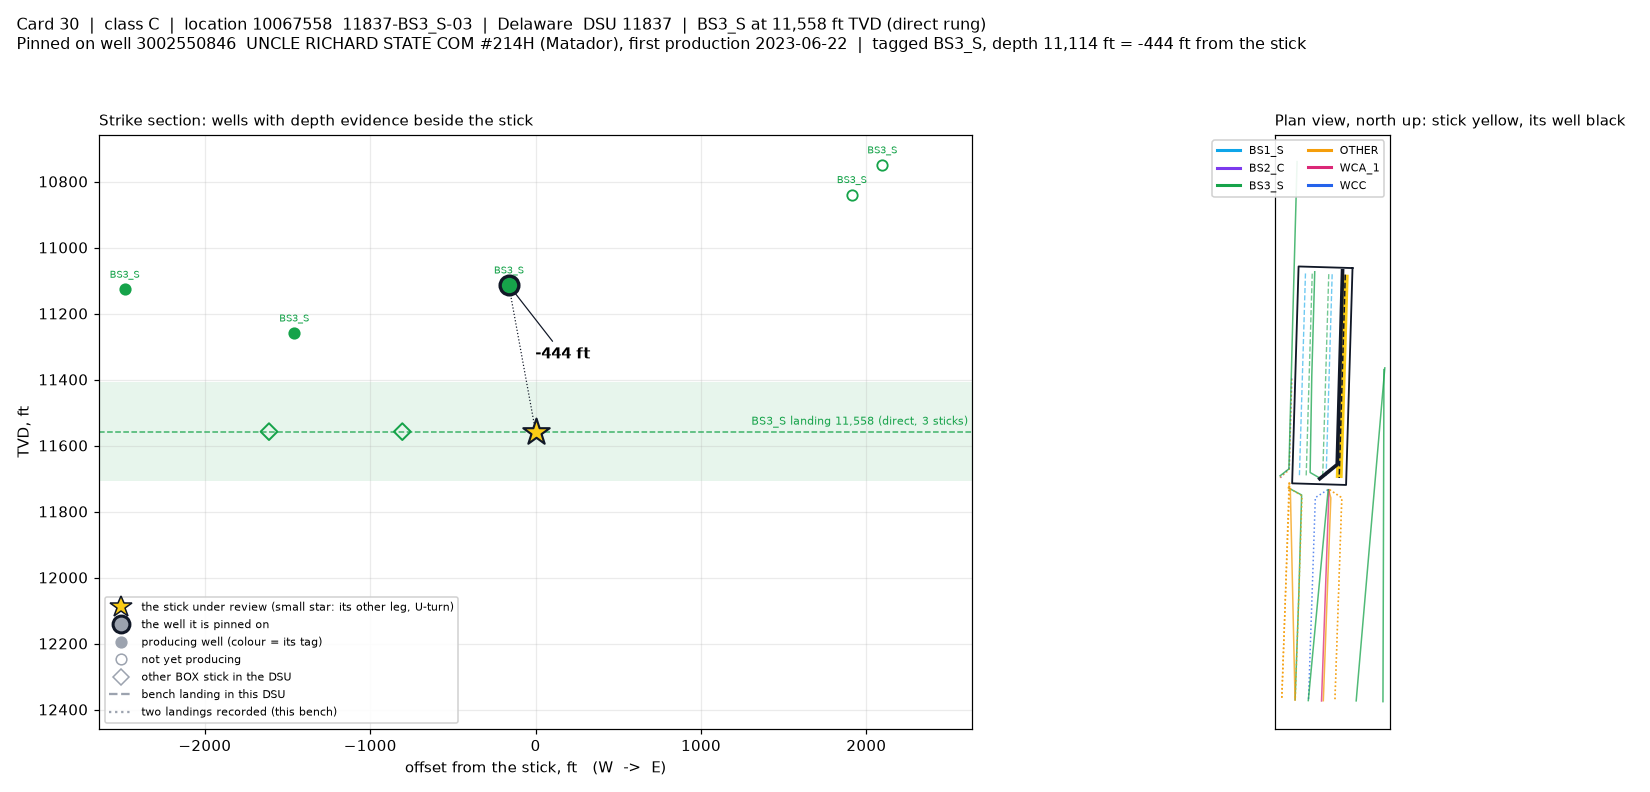 Card 30 | class C | location 10067558 11837-BS3_S-03 | Delaware DSU 11837 | BS3_S at 11,558 ft TVD (direct rung)
Pinned on well 3002550846 UNCLE RICHARD STATE COM #214H (Matador), first production 2023-06-22 | tagged BS3_S, depth 11,114 ft = -444 ft from the stick
Strike section: wells with depth evidence beside the stick
Plan view, north up: stick yellow, its well black
BS3_S
BS3_S
BS3_S
BS3_S
BS3_S
-444 ft
BS3_S landing 11,558 (direct, 3 sticks)
10800
11000
11200
11400
11600
11800
12000
12200
12400
TVD, ft
the stick under review (small star: its other leg, U-turn)
the well it is pinned on
producing well (colour = its tag)
not yet producing
other BOX stick in the DSU
bench landing in this DSU
two landings recorded (this bench)
−2000
−1000
0
1000
2000
offset from the stick, ft (W -> E)
BS1_S
BS2_C
BS3_S
OTHER
WCA_1
WCC